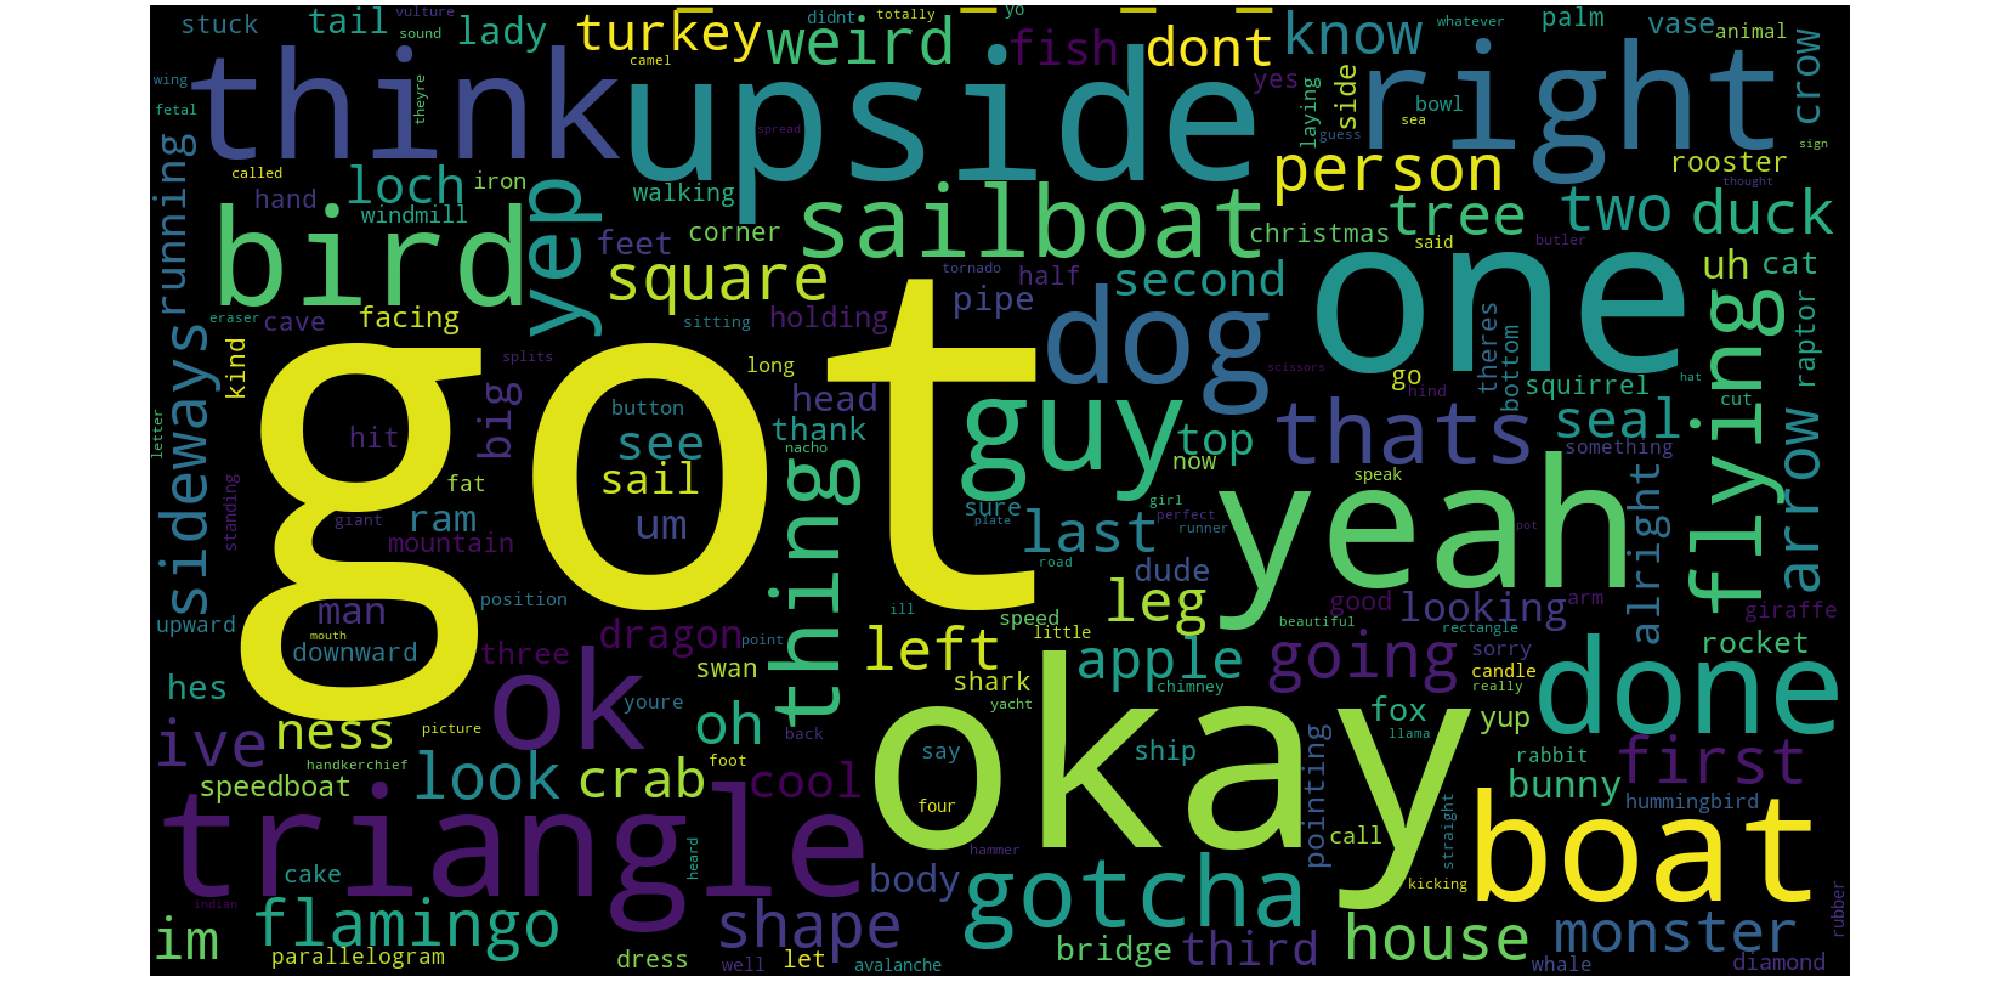 stuck
tail
vulture
sound
lady
turkey
weird
didnt
totally
yo
fish
dont
know
whatever
palm
vase
animal
crow
wing
fetal
think
theyre
camel
upside
spread
yes
laying
side
guess
bowl
sea
right
sign
running
called
loch
iron
hand
windmill
yep
walking
sailboat
person
rooster
thought
tree
two
duck
bird
feet
corner
christmas
said
butler
square
tornado
half
second
one
uh
cat
eraser
cave
facing
sitting
holding
pipe
dog
theres
bottom
flying
raptor
sideways
kind
splits
long
scissors
go
hind
squirrel
hat
cut
got
big
button
head
guy
top
thats
seal
arrow
letter
hit
see
thank
nacho
now
something
standing
fat
sail
thing
speak
yeah
alright
giant
ram
um
sure
plate
girl
perfect
runner
pot
mountain
last
road
dude
man
position
ill
speed
leg
good
looking
arm
giraffe
upward
mouth
downward
three
dragon
point
left
little
beautiful
rectangle
rocket
hes
swan
shark
apple
chimney
going
sorry
candle
really
done
ive
ness
ok
youre
oh
yacht
okay
fox
llama
yup
picture
back
say
ship
pointing
rabbit
first
handkerchief
speedboat
look
crab
foot
cool
four
bunny
hummingbird
triangle
hammer
call
straight
boat
cake
heard
body
kicking
rubber
indian
flamingo
shape
gotcha
house
monster
im
parallelogram
dress
well
let
avalanche
bridge
third
whale
diamond